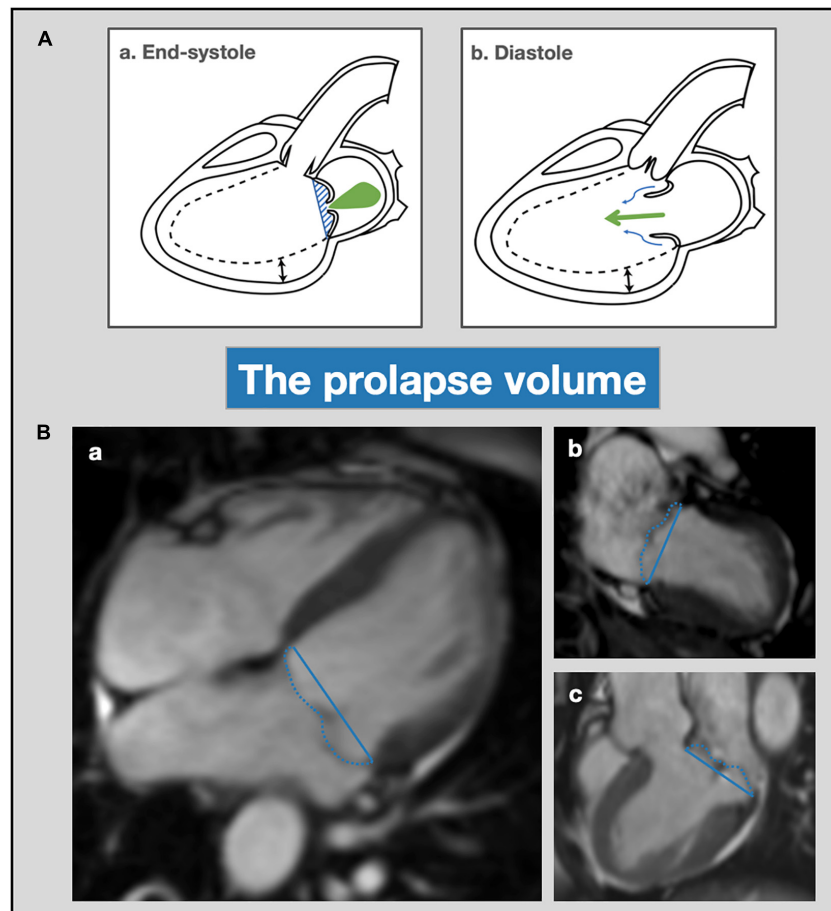 A
a. End-systole
b. Diastole
The prolapse volume
B
a
b
c